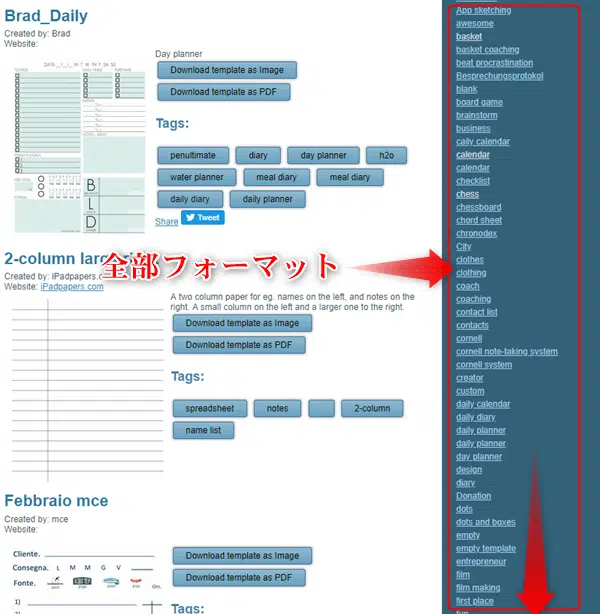 Brad_Daily
Created by: Brad
Website:
Day planner
Download template as Image
Download template as PDF
Tags:
penultimate
diary
day planner
h2o
water planner
meal diary
meal diary
daily diary
daily planner
Share
Tweet
B
L
D
2-column larg
Created by: iPadpapers.c
Website: iPadpapers.com
全部フォーマット
A two column paper for eg. names on the left, and notes on the
right. A small column on the left and a larger one to the right.
Download template as Image
Download template as PDF
Tags:
spreadsheet
notes
2-column
name list
Febbraio mce
Created by: mce
Website:
Cliente.
Consegna. L M M G V
Fonte.
1)
2)
Download template as Image
Download template as PDF
Tags:
App sketching
awesome
basket
basket coaching
beat procrastination
Besprechungsprotokol
blank
board game
brainstorm
business
caily calendar
calendar
calendar
checklist
chess
chessboard
chord sheet
chronodex
City
clothes
clothing
coach
coaching
contact list
contacts
cornell
cornell note-taking system
cornell system
creator
custom
daily calendar
daily diary
daily planner
daily planner
day planner
design
diary
Donation
dots
dots and boxes
empty
empty template
entrepreneur
film
film making
first place